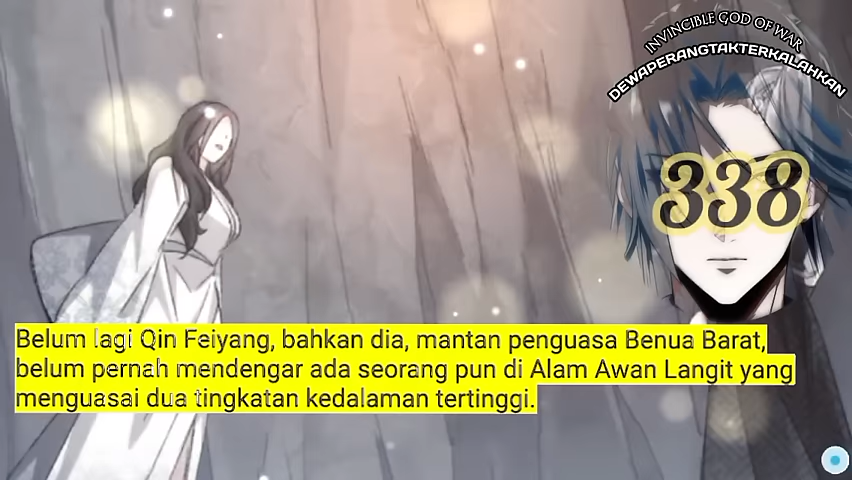 INVINCIBLE GOD OF WAR
DEWAPERANGTAKTERKALAHKAN
338
Belum lagi Qin Feiyang, bahkan dia, mantan penguasa Benua Barat,
belum pernah mendengar ada seorang pun di Alam Awan Langit yang
menguasai dua tingkatan kedalaman tertinggi.